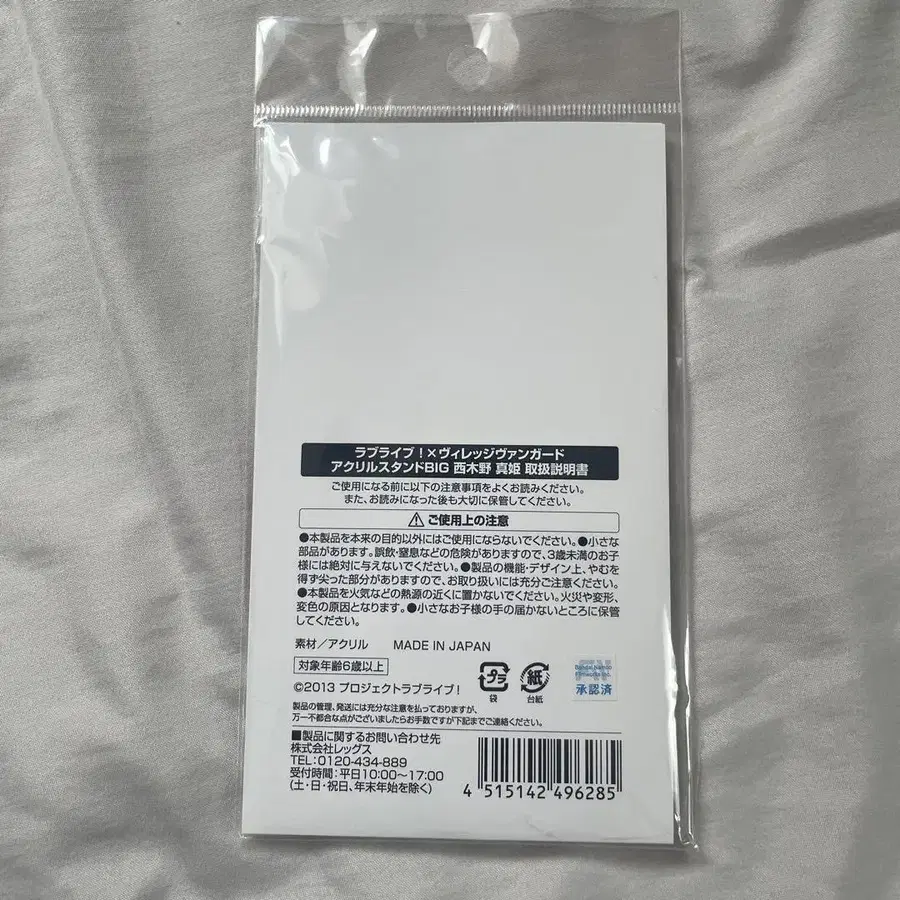 ラブライブ！×ヴィレッジヴァンガード
アクリルスタンドBIG 西木野 真姫 取扱説明書
ご使用になる前に以下の注意事項をよくお読みください。
また、お読みになった後も大切に保管してください。
ご使用上の注意
●本製品を本来の目的以外にはご使用にならないでください。●小さな
部品があります。誤飲・窒息などの危険がありますので、3歳未満のお子
様には絶対に与えないでください。●製品の機能・デザイン上、やむを
得ず尖った部分がありますので、お取り扱いには充分ご注意ください。
●本製品を火気などの熱源の近くに置かないでください。火災や変形、
変色の原因となります。●小さなお子様の手の届かないところに保管
してください。
素材／アクリル MADE IN JAPAN
対象年齢6歳以上
プラ
袋
紙
台紙
Bandai Namco
Filmworks Inc.
承認済
©2013 プロジェクトラブライブ！
製品の管理、発送には充分な注意を払っておりますが、
万一不都合な点がございましたらお手数ですが下記までご連絡ください。
■製品に関するお問い合わせ先
株式会社レッグス
TEL：0120-434-889
受付時間：平日10:00～17:00
(土・日・祝日、年末年始を除く)
4 515142 496285